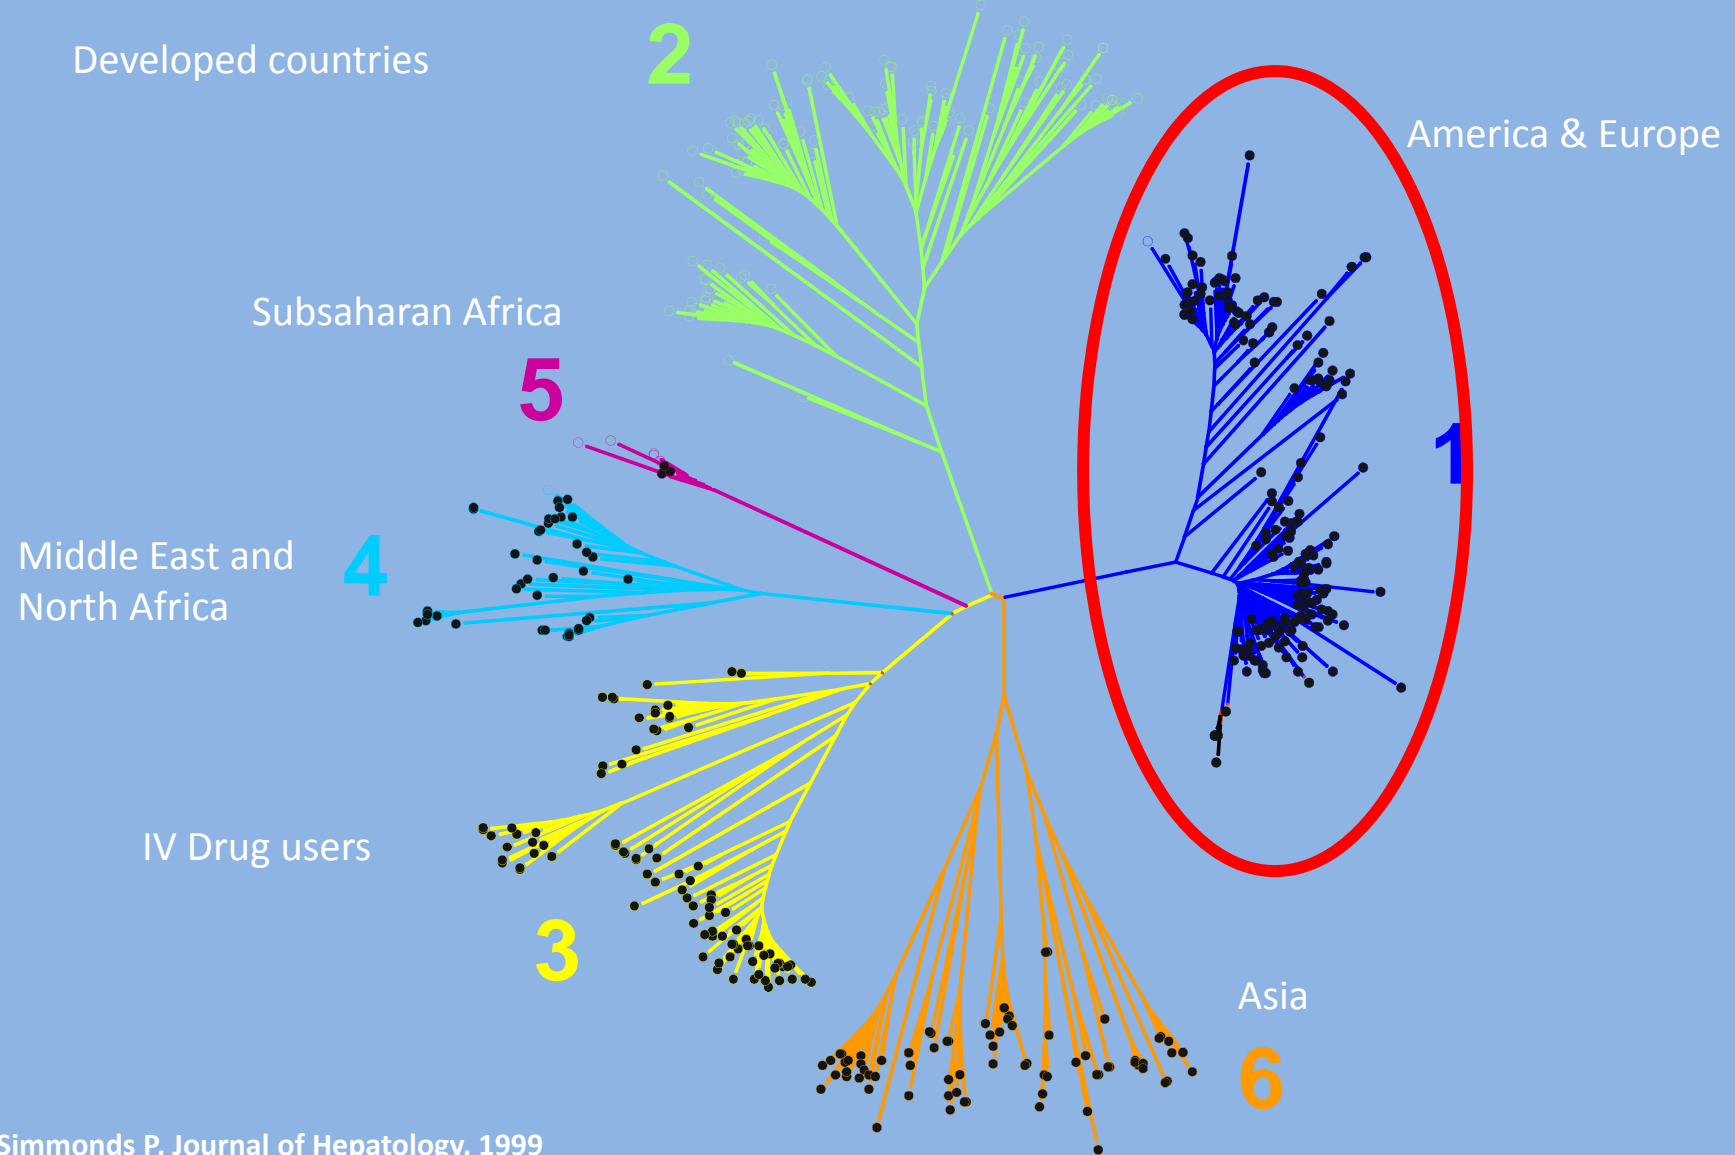 Developed countries
2
America & Europe
Subsaharan Africa
5
1
Middle East and
North Africa
4
IV Drug users
3
Asia
6
Simmonds P, Journal of Hepatology, 1999